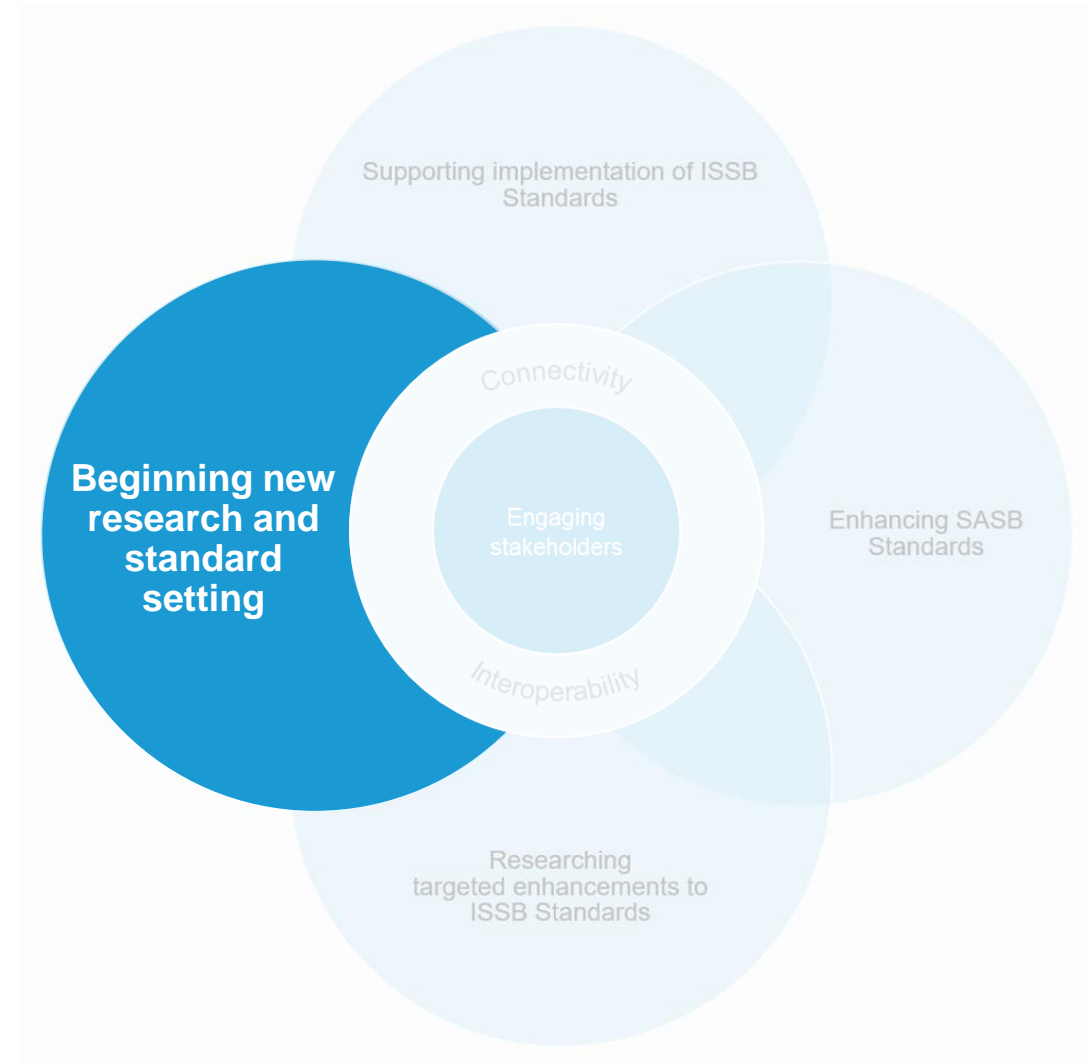 Supporting implementation of ISSB
Standards
Connectivity
Beginning new
research and
standard
setting
Engaging
stakeholders
Enhancing SASB
Standards
Interoperability
Researching
targeted enhancements to
ISSB Standards